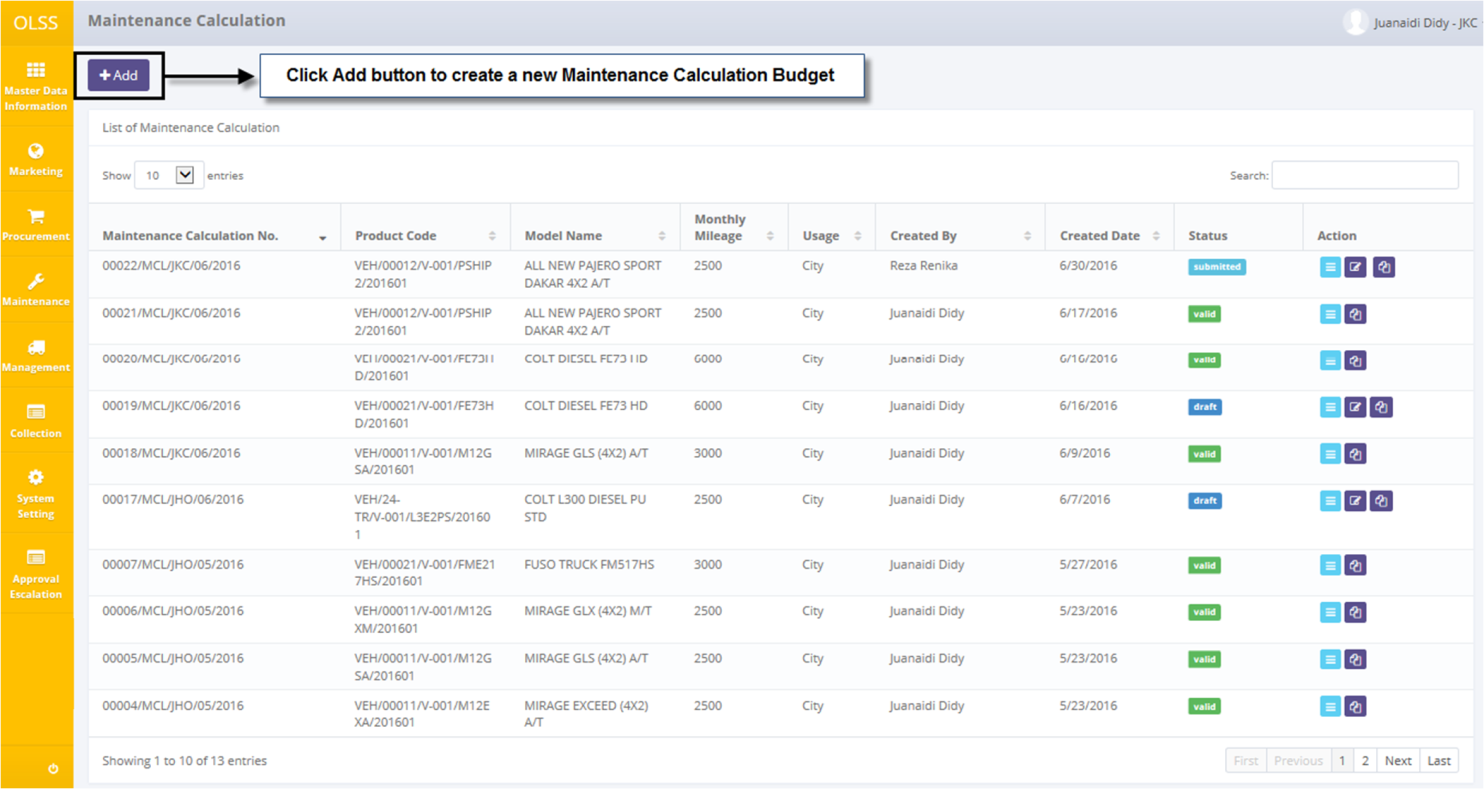 OLSS
Maintenance Calculation
Juanaidi Didy - JKC
Master Data
Information
Marketing
Procurement
Maintenance
Management
Collection
System
Setting
Approval
Escalation
Add
Click Add button to create a new Maintenance Calculation Budget
List of Maintenance Calculation
Show 10 entries
Search:
Maintenance Calculation No. Product Code Model Name Monthly Mileage Usage Created By Created Date Status Action
00022/MCL/JKC/06/2016 VEH/00012/V-001/PSHIP ALL NEW PAJERO SPORT 2500 City Reza Renika 6/30/2016 submitted
2/201601 DAKAR 4X2 A/T
00021/MCL/JKC/06/2016 VEH/00012/V-001/PSHIP ALL NEW PAJERO SPORT 2500 City Juanaidi Didy 6/17/2016 valid
2/201601 DAKAR 4X2 A/T
00020/MCL/JKC/06/2016 VEH/00021/V-001/FE73H COLT DIESEL FE73 HD 6000 City Juanaidi Didy 6/16/2016 valid
D/201601
00019/MCL/JKC/06/2016 VEH/00021/V-001/FE73H COLT DIESEL FE73 HD 6000 City Juanaidi Didy 6/16/2016 draft
D/201601
00018/MCL/JKC/06/2016 VEH/00011/V-001/M12G MIRAGE GLS (4X2) A/T 3000 City Juanaidi Didy 6/9/2016 valid
SA/201601
00017/MCL/JHO/06/2016 VEH/24- COLT L300 DIESEL PU 2500 City Juanaidi Didy 6/7/2016 draft
TR/V-001/L3E2PS/20160 STD
1
00007/MCL/JHO/05/2016 VEH/00021/V-001/FME21 FUSO TRUCK FM517HS 3000 City Juanaidi Didy 5/27/2016 valid
7HS/201601
00006/MCL/JHO/05/2016 VEH/00011/V-001/M12G MIRAGE GLX (4X2) M/T 2500 City Juanaidi Didy 5/23/2016 valid
XM/201601
00005/MCL/JHO/05/2016 VEH/00011/V-001/M12G MIRAGE GLS (4X2) A/T 2500 City Juanaidi Didy 5/23/2016 valid
SA/201601
00004/MCL/JHO/05/2016 VEH/00011/V-001/M12E MIRAGE EXCEED (4X2) 2500 City Juanaidi Didy 5/23/2016 valid
XA/201601 A/T
Showing 1 to 10 of 13 entries
First Previous 1 2 Next Last